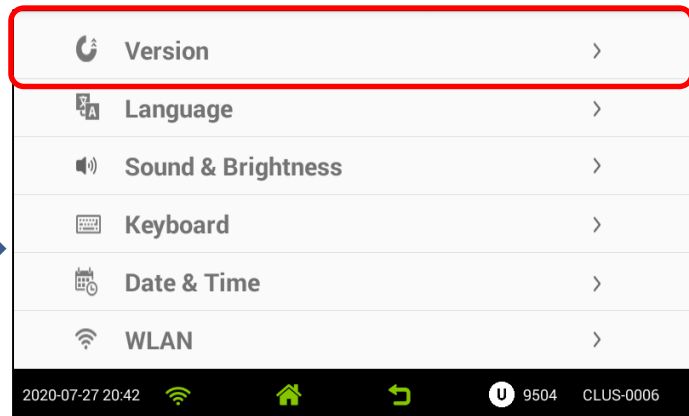 Version
Language
Sound & Brightness
Keyboard
Date & Time
WLAN
2020-07-27 20:42 U 9504 CLUS-0006